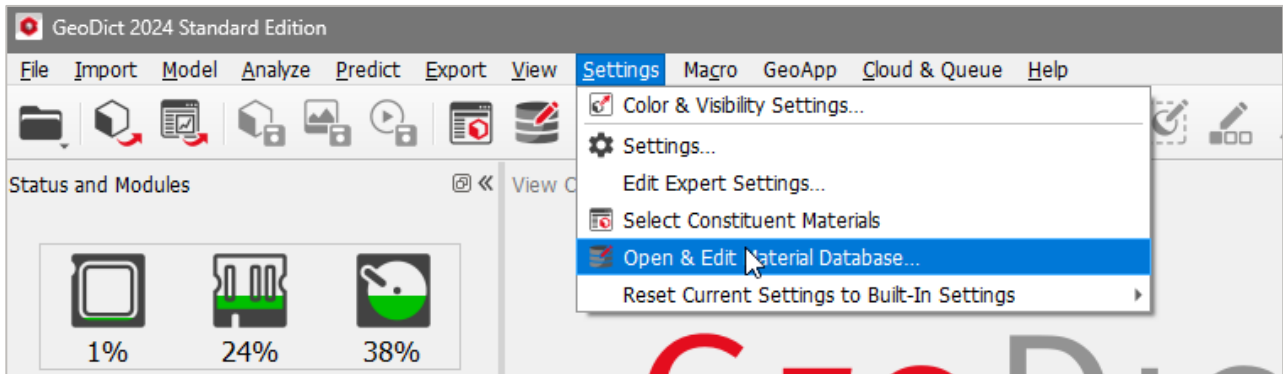 GeoDict 2024 Standard Edition
File Import Model Analyze Predict Export View Settings Macro GeoApp Cloud & Queue Help
Color & Visibility Settings...
Settings...
Edit Expert Settings...
Select Constituent Materials
Open & Edit Material Database...
Reset Current Settings to Built-In Settings
Status and Modules
View
1% 24% 38%